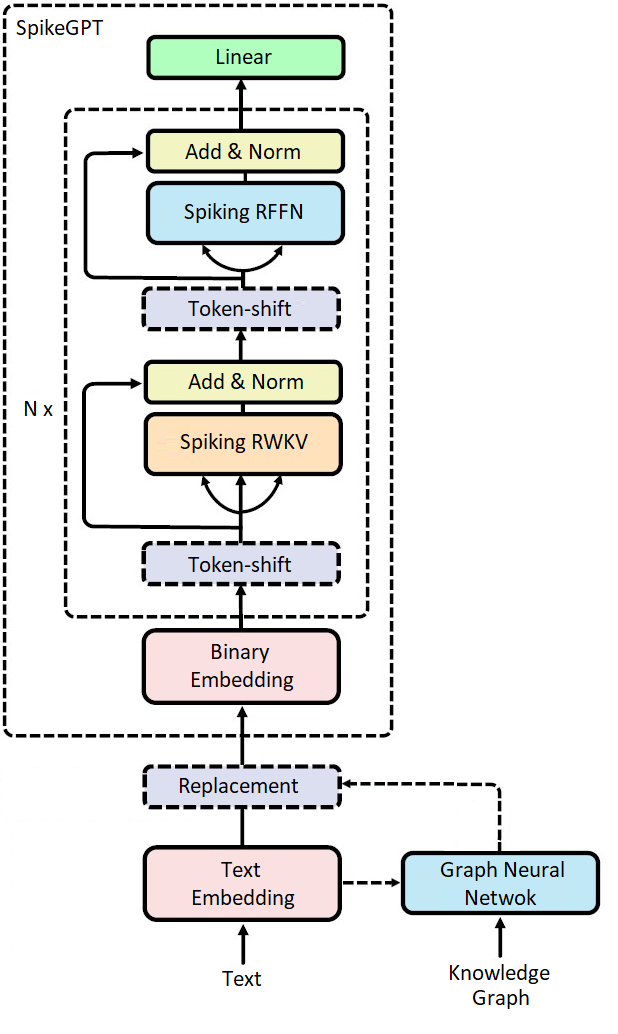 SpikeGPT
Linear
Add & Norm
Spiking RFFN
Token-shift
Add & Norm
N x
Spiking RWKV
Token-shift
Binary
Embedding
Replacement
Text
Embedding
Graph Neural
Netwok
Text
Knowledge
Graph